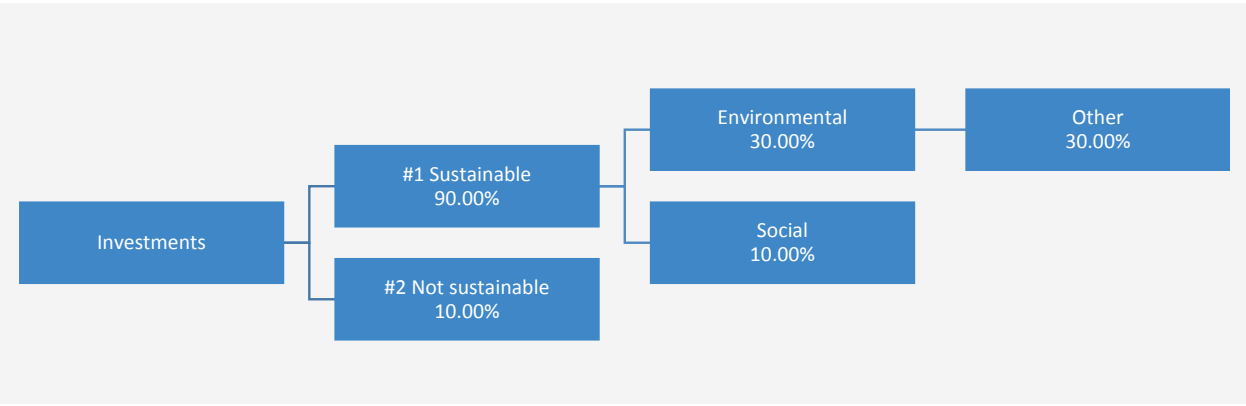 Investments
#1 Sustainable
90.00%
#2 Not sustainable
10.00%
Environmental
30.00%
Social
10.00%
Other
30.00%